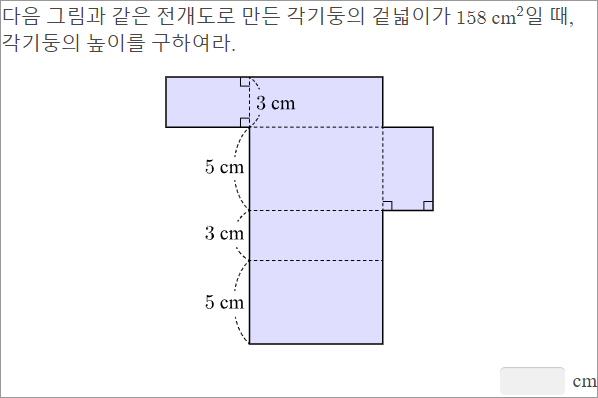 다음 그림과 같은 전개도로 만든 각기둥의 겉넓이가 158 cm²일 때,
각기둥의 높이를 구하여라.
3 cm
5 cm
3 cm
5 cm
cm